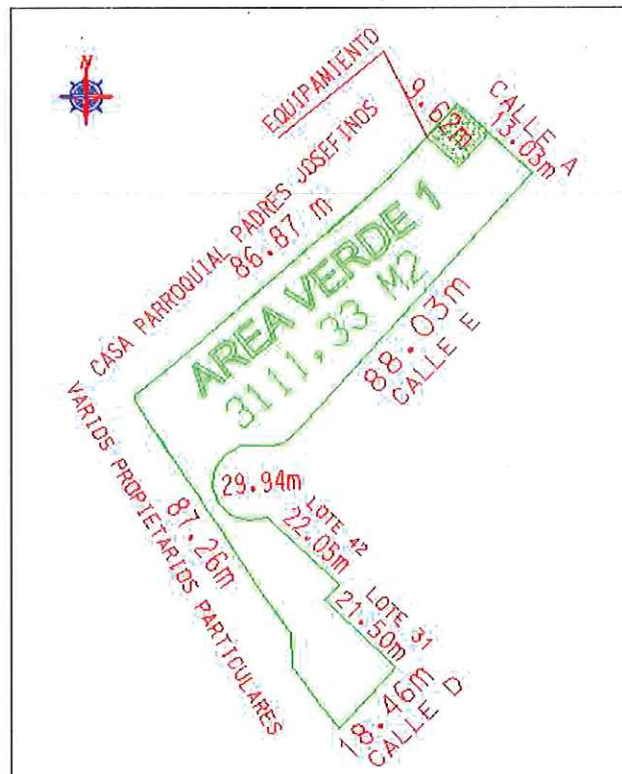 N
EQUIPAMIENTO
9.62m
CALLE A
13.03m
CASA PARROQUIAL PADRES JOSEFINOS
86.87 m
AREA VERDE 1
3111,33 M2
88.03m
CALLE E
VARIOS PROPIETARIOS PARTICULARES
87.26m
29.94m
LOTE 42
22.05m
LOTE 31
21.50m
18.46m
CALLE D